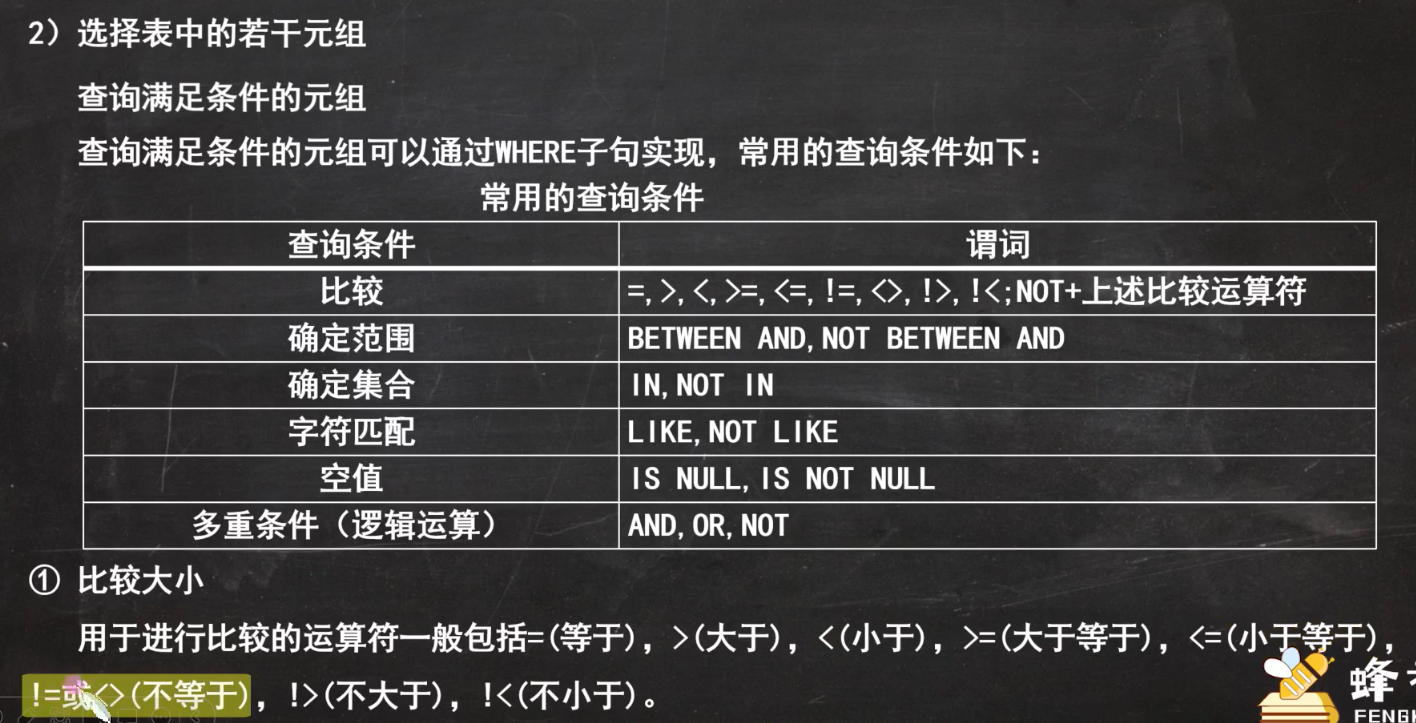 2）选择表中的若干元组
查询满足条件的元组
查询满足条件的元组可以通过WHERE子句实现，常用的查询条件如下：
常用的查询条件
查询条件 谓词
比较 =,>,<,>=,<=,!=,<>,!>,!<;NOT+上述比较运算符
确定范围 BETWEEN AND,NOT BETWEEN AND
确定集合 IN,NOT IN
字符匹配 LIKE,NOT LIKE
空值 IS NULL,IS NOT NULL
多重条件（逻辑运算） AND,OR,NOT
① 比较大小
用于进行比较的运算符一般包括=(等于)，>(大于)，<(小于)，>=(大于等于)，<=(小于等于)，
!=或<>(不等于)，!>(不大于)，!<(不小于)。
蜂